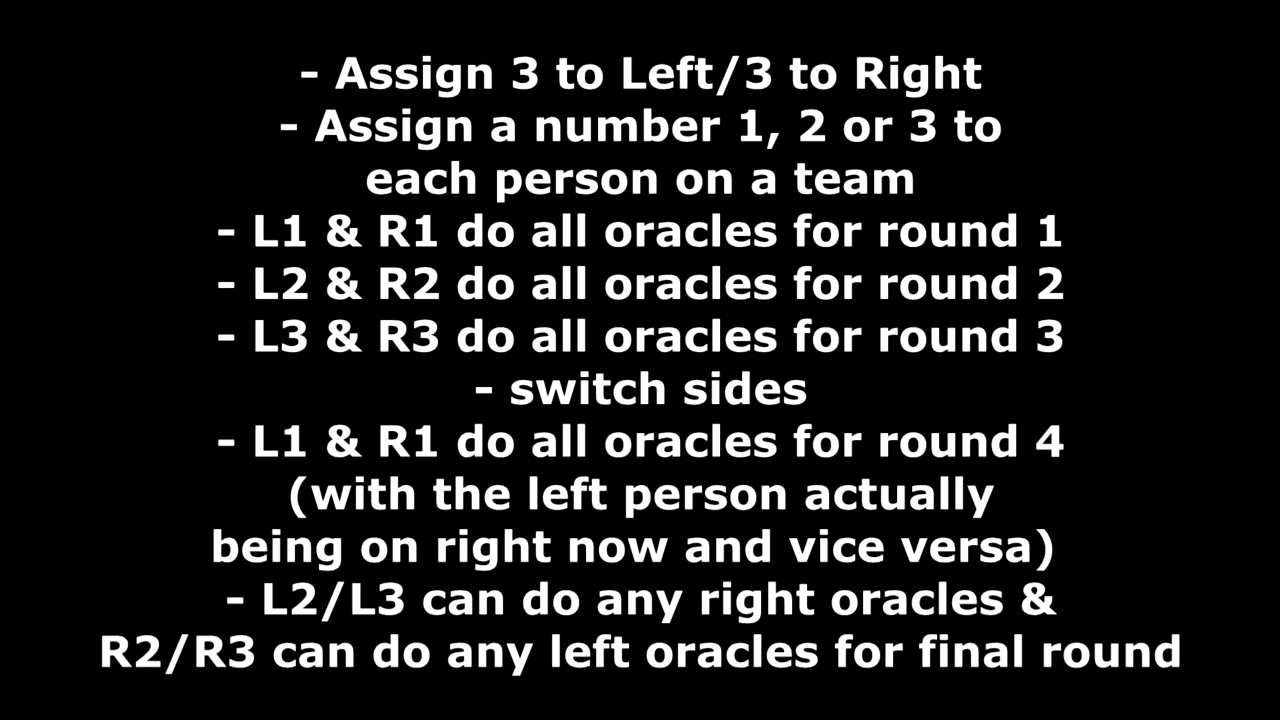 - Assign 3 to Left/3 to Right
- Assign a number 1, 2 or 3 to
each person on a team
- L1 & R1 do all oracles for round 1
- L2 & R2 do all oracles for round 2
- L3 & R3 do all oracles for round 3
- switch sides
- L1 & R1 do all oracles for round 4
(with the left person actually
being on right now and vice versa)
- L2/L3 can do any right oracles &
R2/R3 can do any left oracles for final round